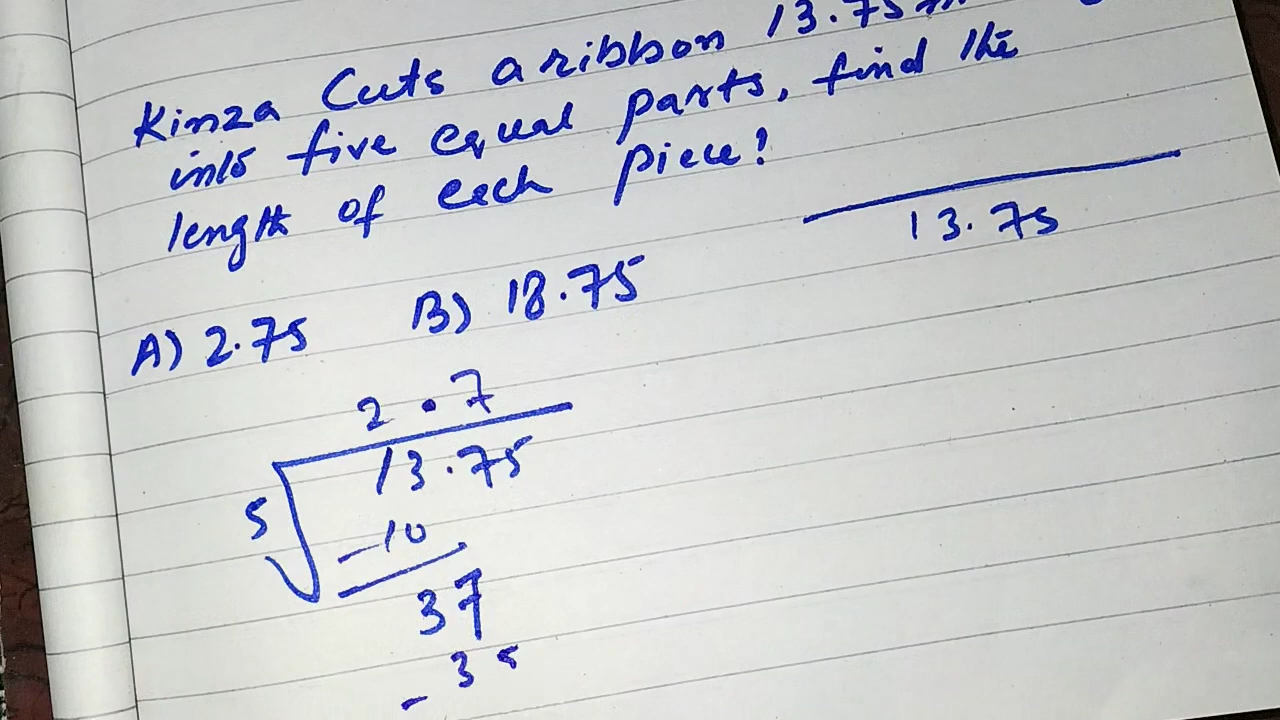 Kinza Cuts a ribbon 13.75 m
into five equal parts, find the
length of each piece?
13.75
A) 2.75 B) 18.75
2.7
5 13.75
-10
37
-35